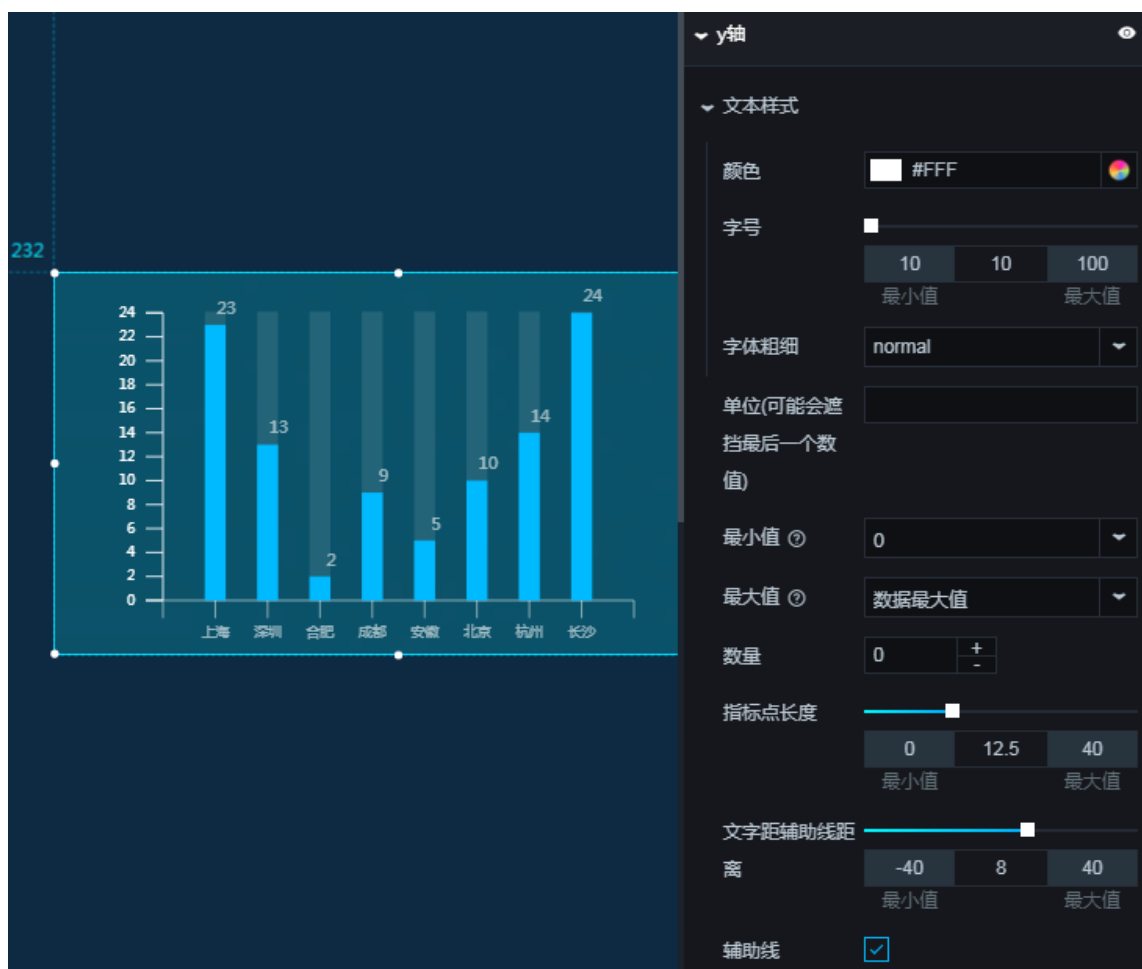 232
24
22
20
18
16
14
12
10
8
6
4
2
0
23
13
2
9
5
10
14
24
上海 深圳 合肥 成都 安徽 北京 杭州 长沙
y轴
文本样式
颜色 #FFF
字号
10 10 100
最小值 最大值
字体粗细 normal
单位(可能会遮
挡最后一个数
值)
最小值 ? 0
最大值 ? 数据最大值
数量 0 + -
指标点长度
0 12.5 40
最小值 最大值
文字距辅助线距
离 -40 8 40
最小值 最大值
辅助线